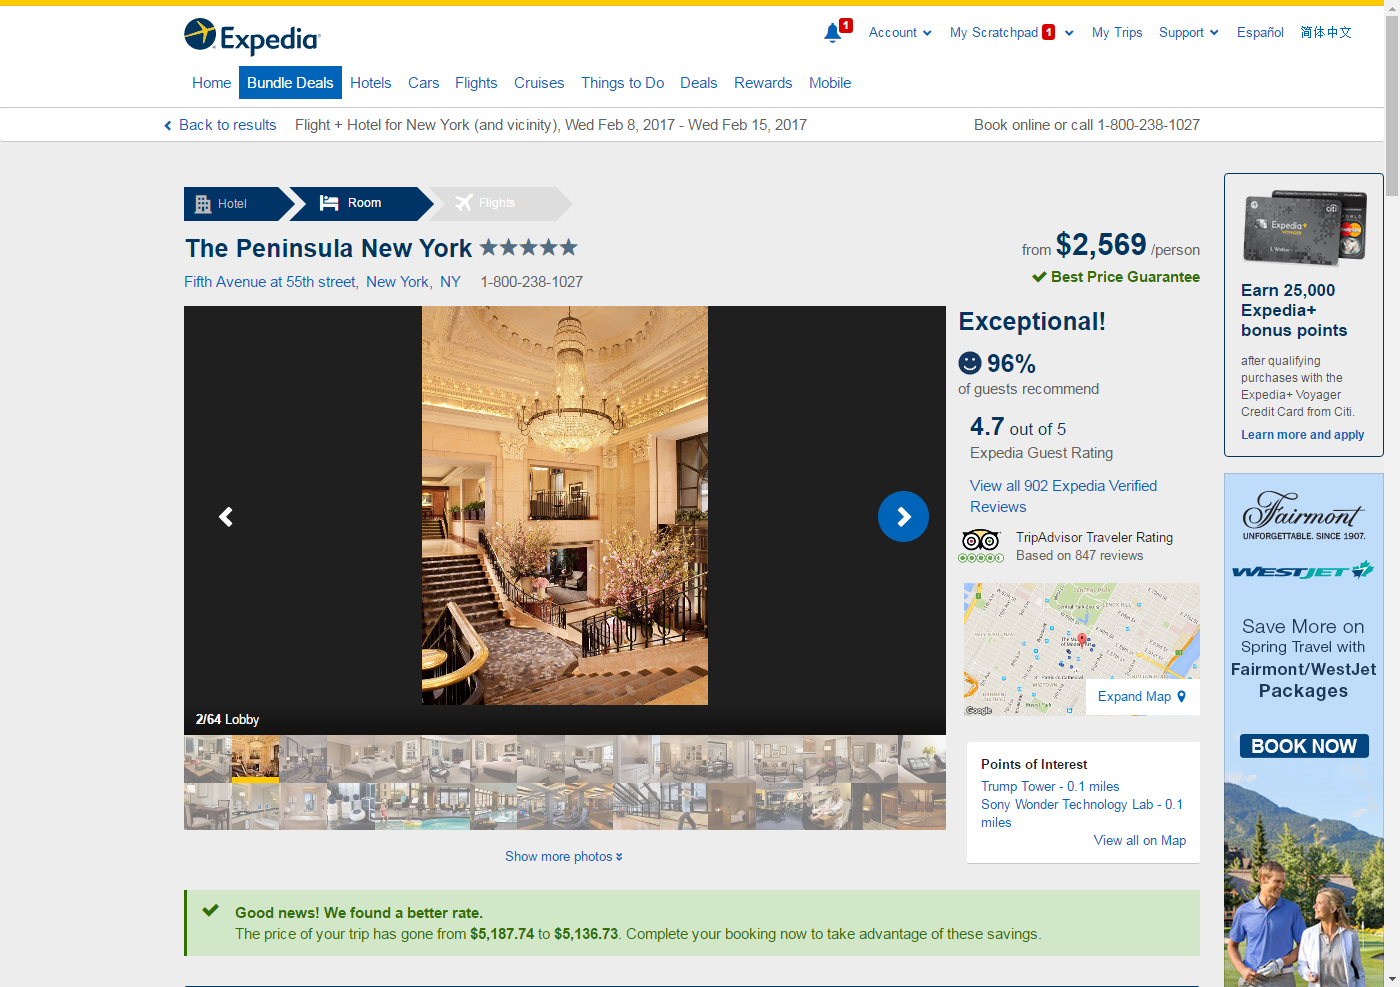 Expedia
1
Account
My Scratchpad 1
My Trips
Support
Español
简体中文
Home
Bundle Deals
Hotels
Cars
Flights
Cruises
Things to Do
Deals
Rewards
Mobile
Back to results
Flight + Hotel for New York (and vicinity), Wed Feb 8, 2017 - Wed Feb 15, 2017
Book online or call 1-800-238-1027
Hotel
Room
Flights
The Peninsula New York
Fifth Avenue at 55th street, New York, NY 1-800-238-1027
from $2,569 /person
Best Price Guarantee
2/64 Lobby
Show more photos
Exceptional!
96%
of guests recommend
4.7 out of 5
Expedia Guest Rating
View all 902 Expedia Verified
Reviews
TripAdvisor Traveler Rating
Based on 847 reviews
Google
Expand Map
Points of Interest
Trump Tower - 0.1 miles
Sony Wonder Technology Lab - 0.1
miles
View all on Map
Good news! We found a better rate.
The price of your trip has gone from $5,187.74 to $5,136.73. Complete your booking now to take advantage of these savings.
citi
Expedia+
VOYAGER
Earn 25,000
Expedia+
bonus points
after qualifying
purchases with the
Expedia+ Voyager
Credit Card from Citi.
Learn more and apply
Fairmont
UNFORGETTABLE. SINCE 1907.
WESTJET
Save More on
Spring Travel with
Fairmont/WestJet
Packages
BOOK NOW